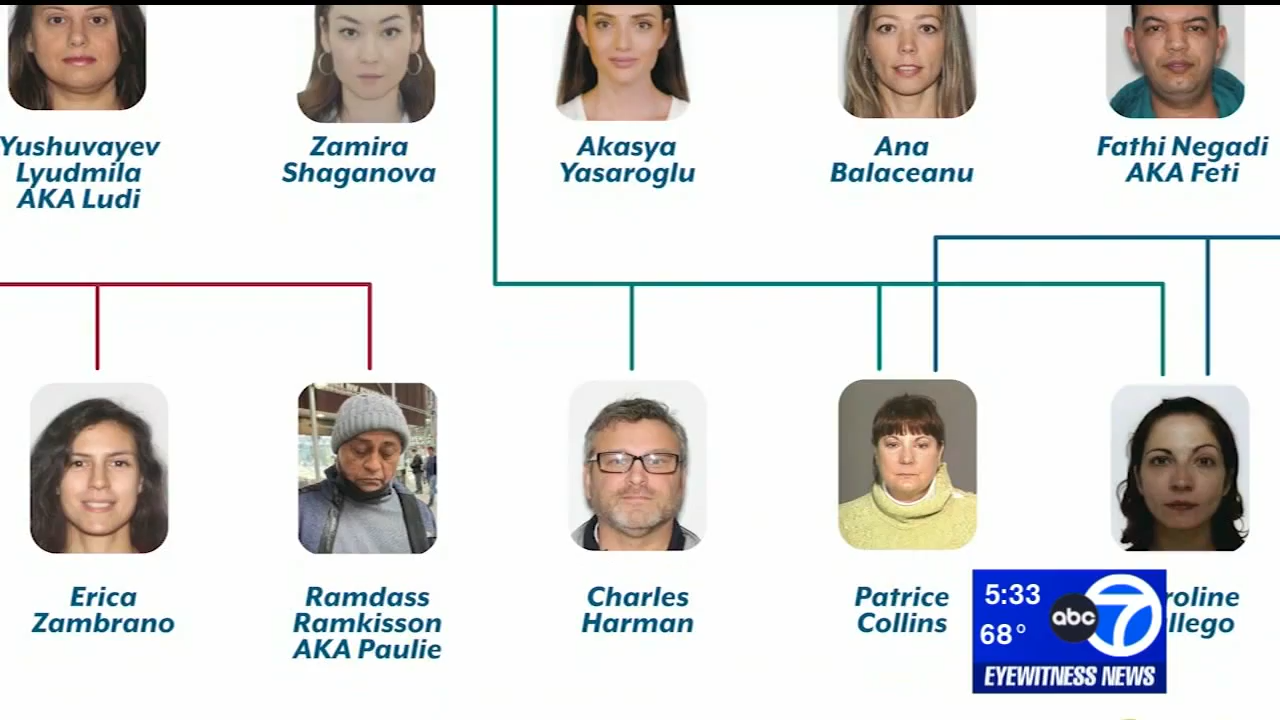 Yushuvayev
Lyudmila
AKA Ludi
Zamira
Shaganova
Akasya
Yasaroglu
Ana
Balaceanu
Fathi Negadi
AKA Feti
Erica
Zambrano
Ramdass
Ramkisson
AKA Paulie
Charles
Harman
Patrice
Collins
roline
llego
5:33
68°
abc 7
EYEWITNESS NEWS